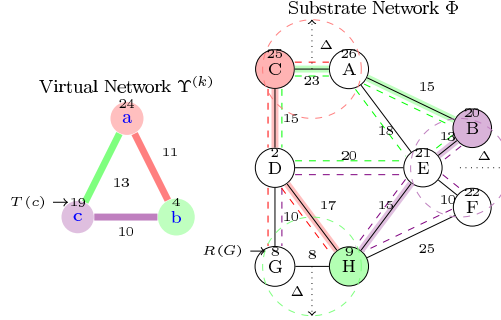 Substrate Network Φ
Virtual Network Υ^(k)
24
a
11
13
T(c)
19
c
4
b
10
25
C
Δ
26
A
23
15
15
18
20
B
13
Δ
2
D
20
21
E
22
F
10
10
17
15
R(G)
8
G
8
9
H
25
Δ